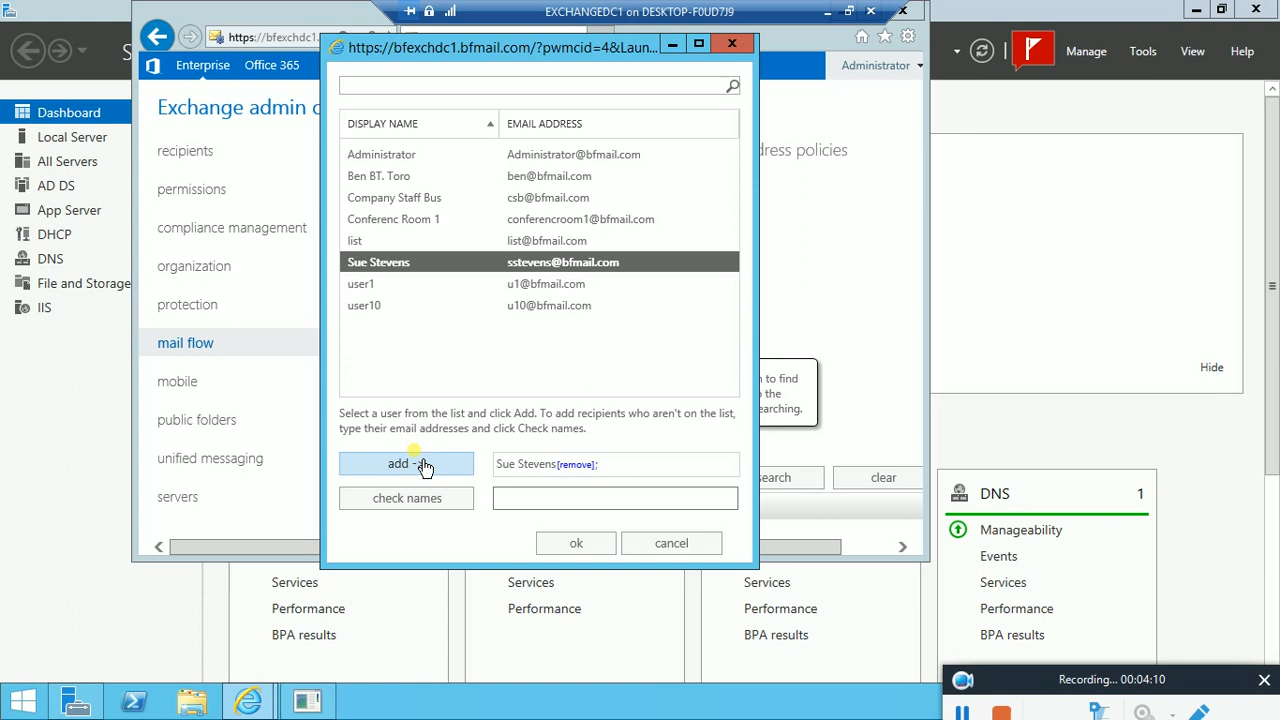 EXCHANGEDC1 on DESKTOP-F0UD7J9
https://bfexchdc1.
https://bfexchdc1.bfmail.com/?pwmcid=4&Laun...
Manage
Tools
View
Help
Enterprise
Office 365
Administrator
Exchange admin c
dress policies
Dashboard
Local Server
All Servers
AD DS
App Server
DHCP
DNS
File and Storage
IIS
recipients
permissions
compliance management
organization
protection
mail flow
mobile
public folders
unified messaging
servers
DISPLAY NAME
EMAIL ADDRESS
Administrator
Administrator@bfmail.com
Ben BT. Toro
ben@bfmail.com
Company Staff Bus
csb@bfmail.com
Conferenc Room 1
conferencroom1@bfmail.com
list
list@bfmail.com
Sue Stevens
sstevens@bfmail.com
user1
u1@bfmail.com
user10
u10@bfmail.com
Select a user from the list and click Add. To add recipients who aren't on the list,
type their email addresses and click Check names.
add -
Sue Stevens[remove];
check names
ok
cancel
n to find
o the
earching.
Hide
search
clear
DNS
1
Manageability
Events
Services
Performance
BPA results
Services
Performance
BPA results
Services
Performance
Services
Performance
BPA results
Recording... 00:04:10